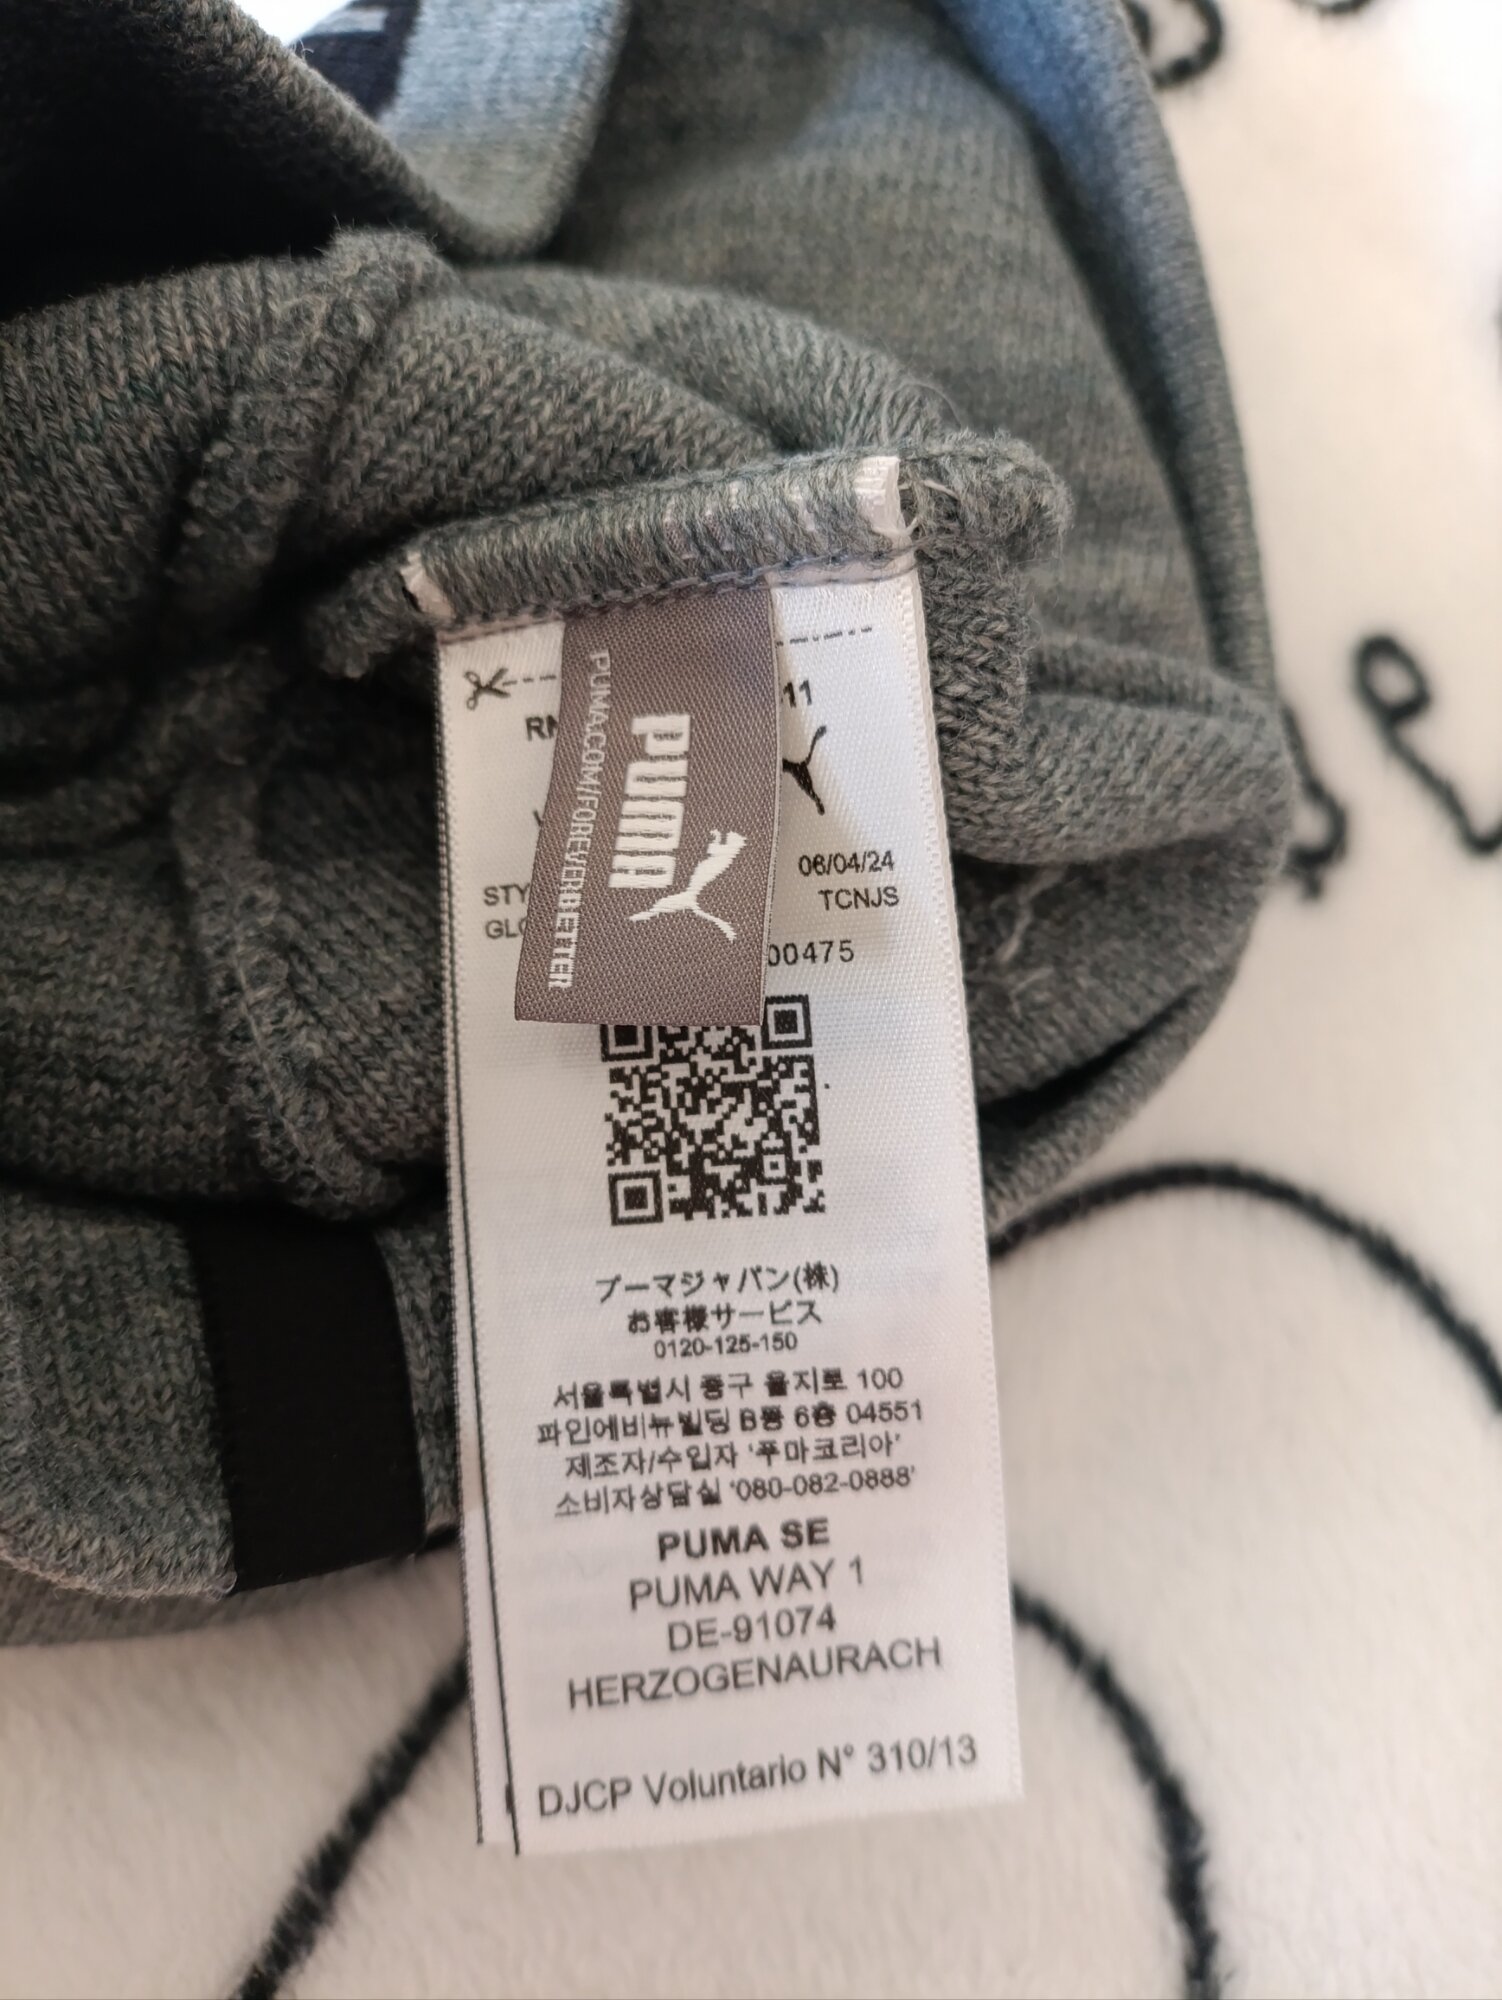 PUMA.COM/FOREVERBETTER
PUMA
11
06/04/24
TCNJS
00475
プーマジャパン(株)
お客様サービス
0120-125-150
서울특별시 중구 을지로 100
파인에비뉴빌딩 B동 6층 04551
제조자/수입자 '푸마코리아'
소비자상담실 '080-082-0888'
PUMA SE
PUMA WAY 1
DE-91074
HERZOGENAURACH
DJCP Voluntario N° 310/13